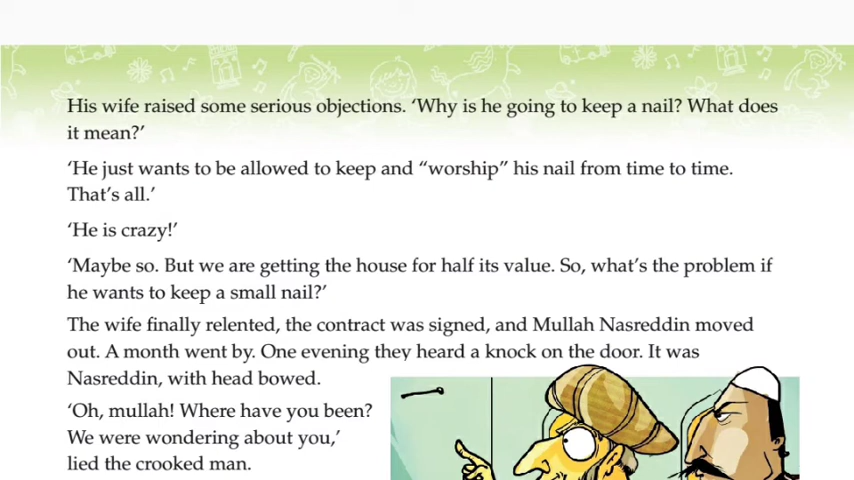 His wife raised some serious objections. ‘Why is he going to keep a nail? What does
it mean?’
‘He just wants to be allowed to keep and “worship” his nail from time to time.
That’s all.’
‘He is crazy!’
‘Maybe so. But we are getting the house for half its value. So, what’s the problem if
he wants to keep a small nail?’
The wife finally relented, the contract was signed, and Mullah Nasreddin moved
out. A month went by. One evening they heard a knock on the door. It was
Nasreddin, with head bowed.
‘Oh, mullah! Where have you been?
We were wondering about you,’
lied the crooked man.